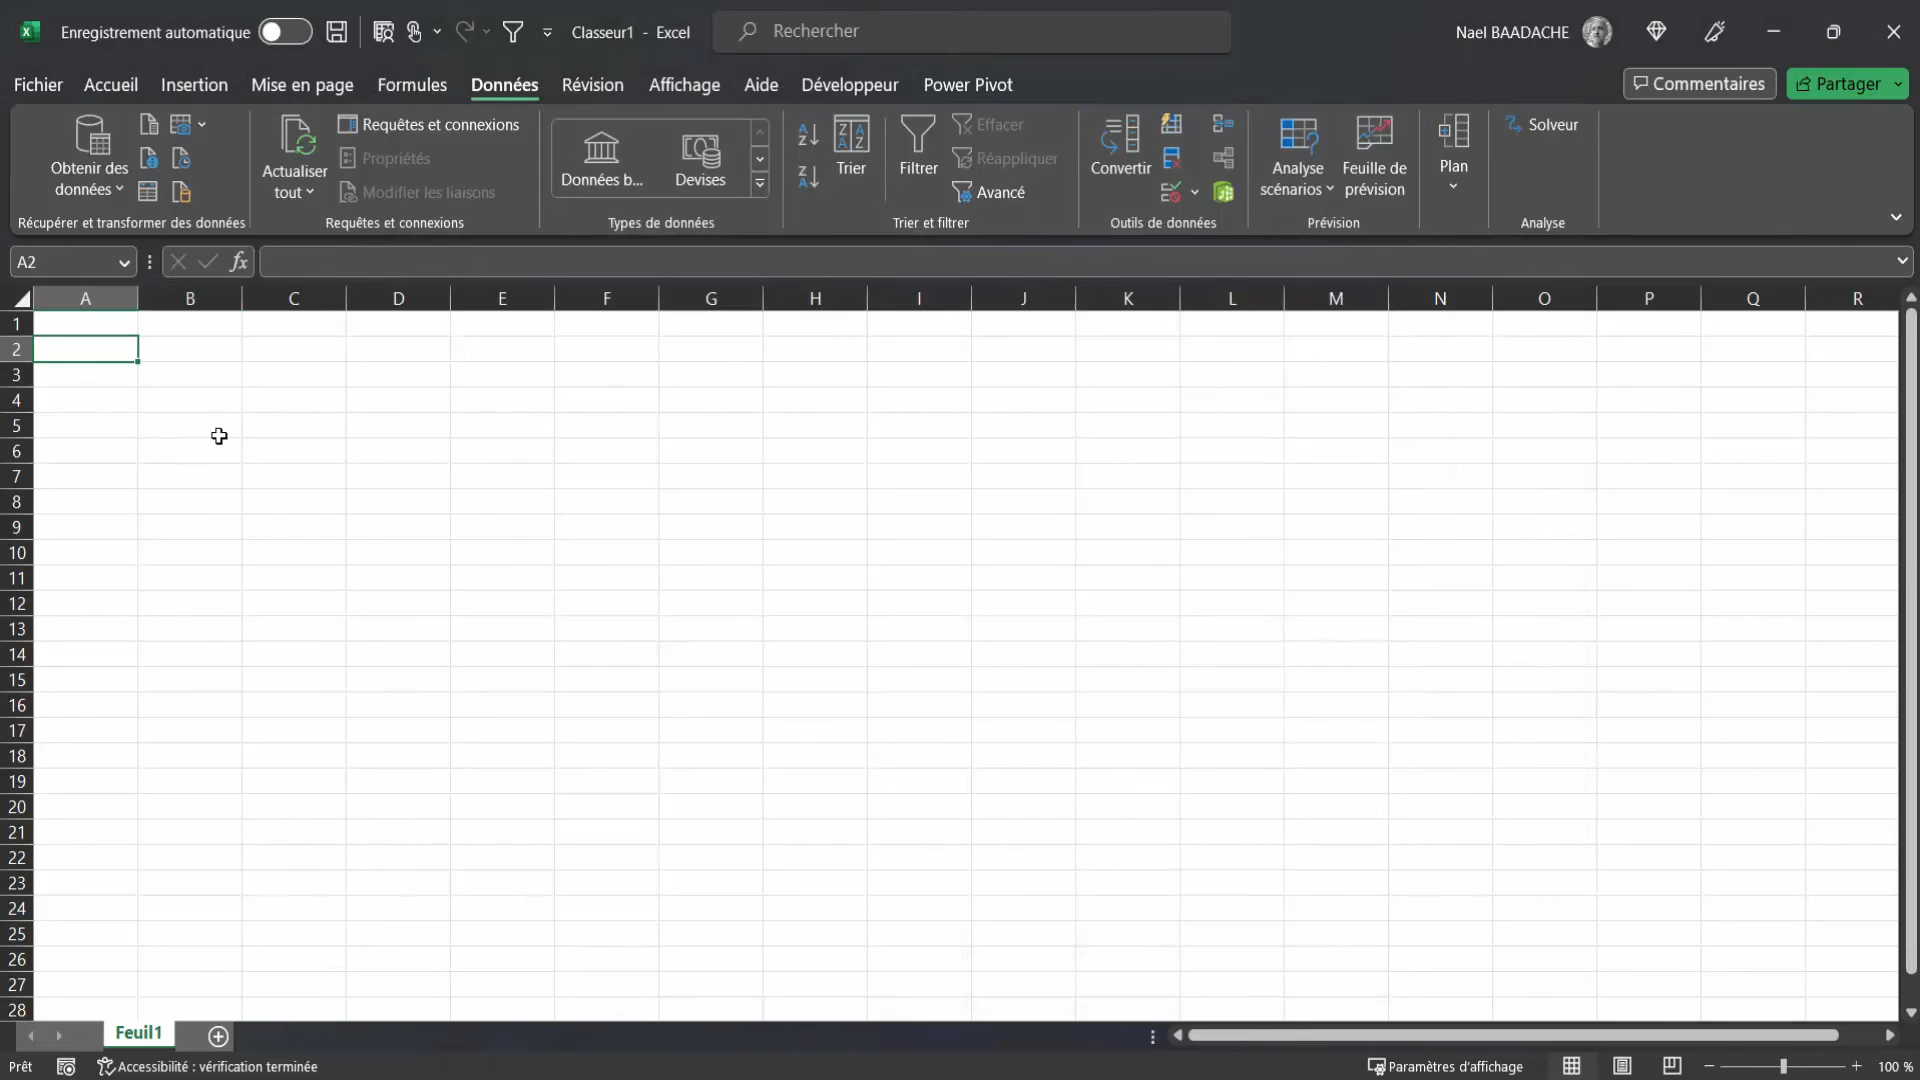 Enregistrement automatique
Classeur1 - Excel
Rechercher
Nael BAADACHE
Fichier Accueil Insertion Mise en page Formules Données Révision Affichage Aide Développeur Power Pivot
Commentaires Partager
Obtenir des données
Récupérer et transformer des données
Actualiser tout
Requêtes et connexions
Propriétés
Modifier les liaisons
Requêtes et connexions
Données b...
Devises
Types de données
Trier
Filtrer
Effacer
Réappliquer
Avancé
Trier et filtrer
Convertir
Outils de données
Analyse scénarios
Feuille de prévision
Prévision
Plan
Solveur
Analyse
A2
fx
A B C D E F G H I J K L M N O P Q R
1
2
3
4
5
6
7
8
9
10
11
12
13
14
15
16
17
18
19
20
21
22
23
24
25
26
27
28
Feuil1
Prêt
Accessibilité : vérification terminée
Paramètres d'affichage
100 %